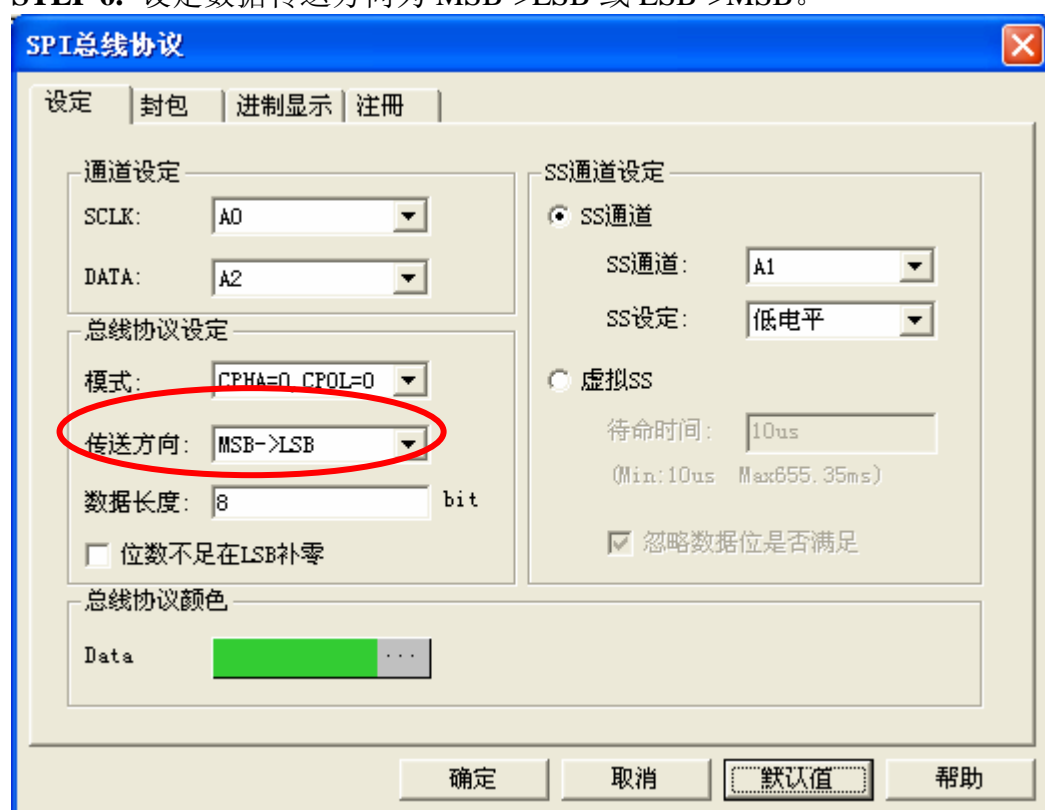 STEP 6. 设定数据传送方向为 MSB->LSB 或 LSB->MSB。
SPI总线协议
设定 封包 进制显示 注冊
通道设定
SCLK: A0
DATA: A2
总线协议设定
模式: CPHA=0 CPOL=0
传送方向: MSB->LSB
数据长度: 8 bit
位数不足在LSB补零
SS通道设定
SS通道
SS通道: A1
SS设定: 低电平
虚拟SS
待命时间: 10us
(Min:10us Max655.35ms)
忽略数据位是否满足
总线协议颜色
Data ...
确定 取消 默认值 帮助